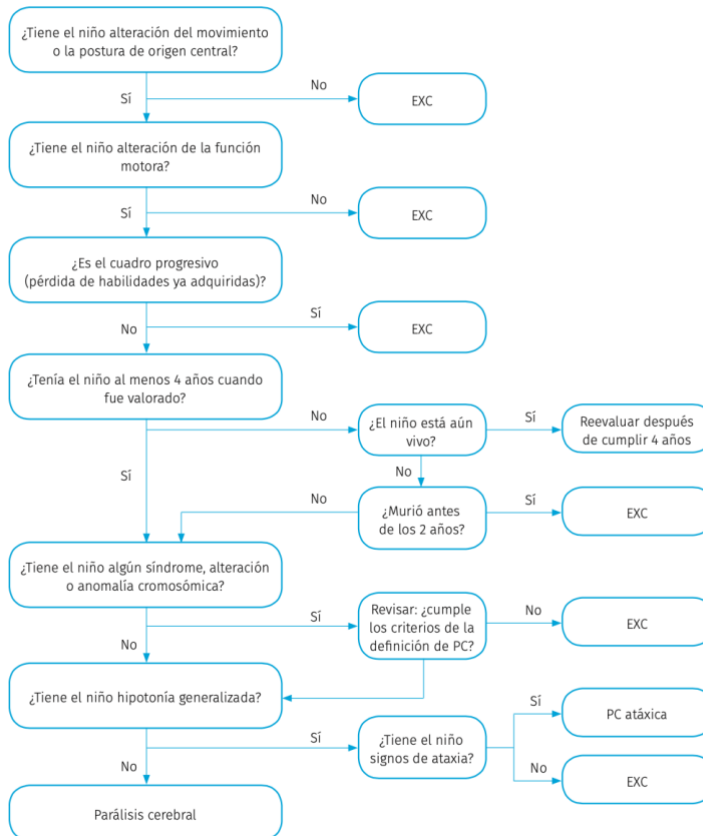 ¿Tiene el niño alteración del movimiento
o la postura de origen central?
No
Sí
EXC
¿Tiene el niño alteración de la función
motora?
No
Sí
EXC
¿Es el cuadro progresivo
(pérdida de habilidades ya adquiridas)?
Sí
No
EXC
¿Tenía el niño al menos 4 años cuando
fue valorado?
No
¿El niño está aún
vivo?
Sí
Reevaluar después
de cumplir 4 años
Sí
No
No
¿Murió antes
de los 2 años?
Sí
EXC
¿Tiene el niño algún síndrome, alteración
o anomalía cromosómica?
Sí
No
Revisar: ¿cumple
los criterios de la
definición de PC?
No
EXC
¿Tiene el niño hipotonía generalizada?
Sí
No
¿Tiene el niño
signos de ataxia?
Sí
PC atáxica
No
EXC
Parálisis cerebral